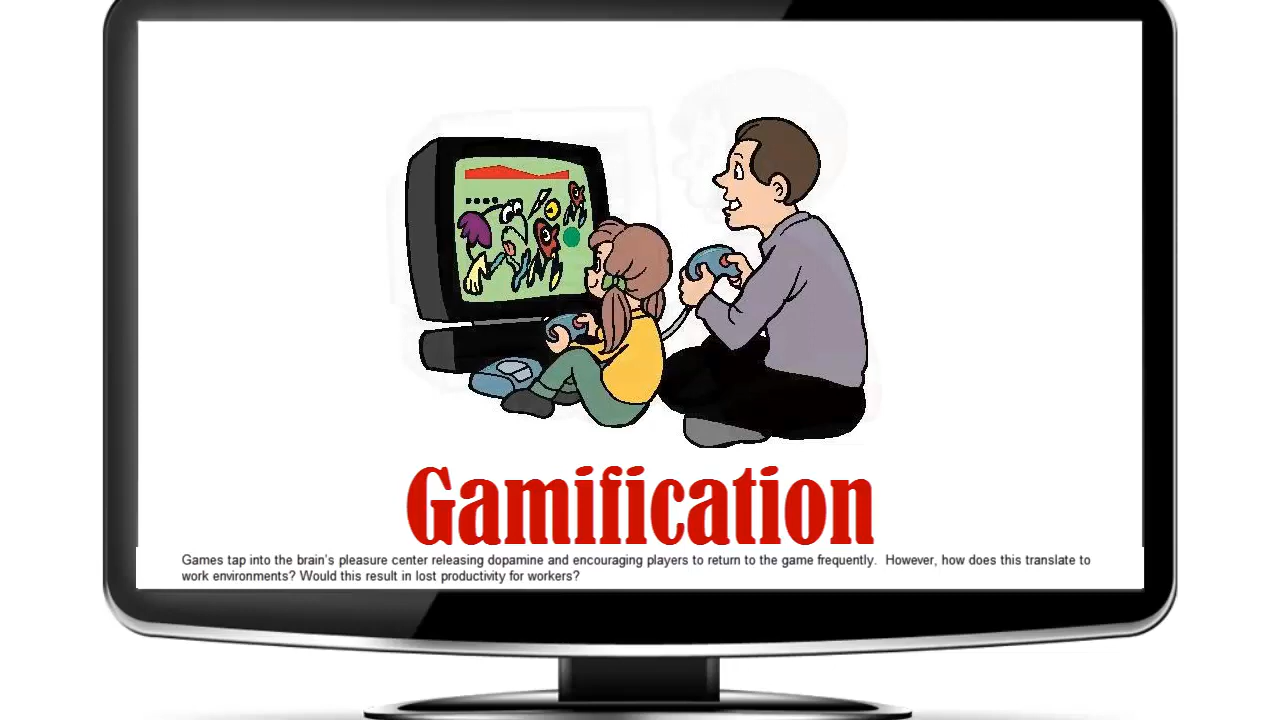 Gamification
Games tap into the brain's pleasure center releasing dopamine and encouraging players to return to the game frequently.  However, how does this translate to
work environments? Would this result in lost productivity for workers?